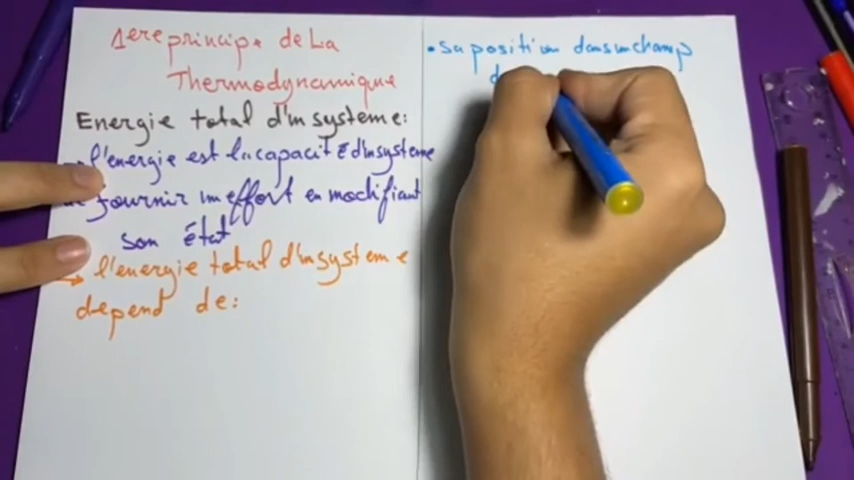 1ere principe de La
Thermodynamique
Energie total d'un systeme:
l'energie est la capacité d'un systeme
de fournir un effort en modifiant
son état
→ l'energie total d'un systeme
depend de:
• sa position dans un champ